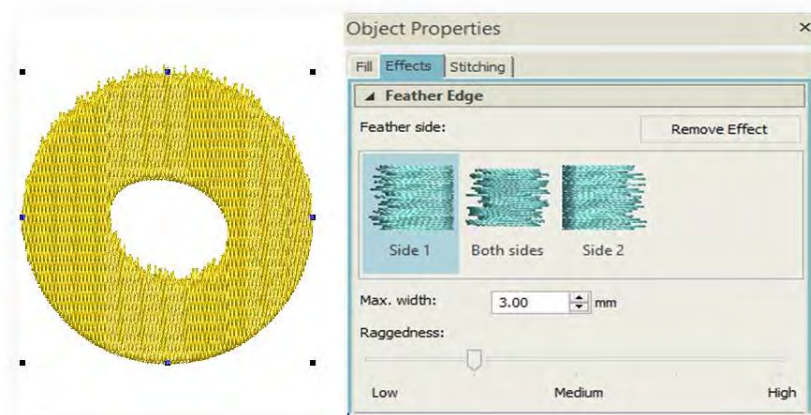 Object Properties ×
Fill Effects Stitching
Feather Edge
Feather side:
Remove Effect
Side 1 Both sides Side 2
Max. width: 3.00 mm
Raggedness:
Low Medium High